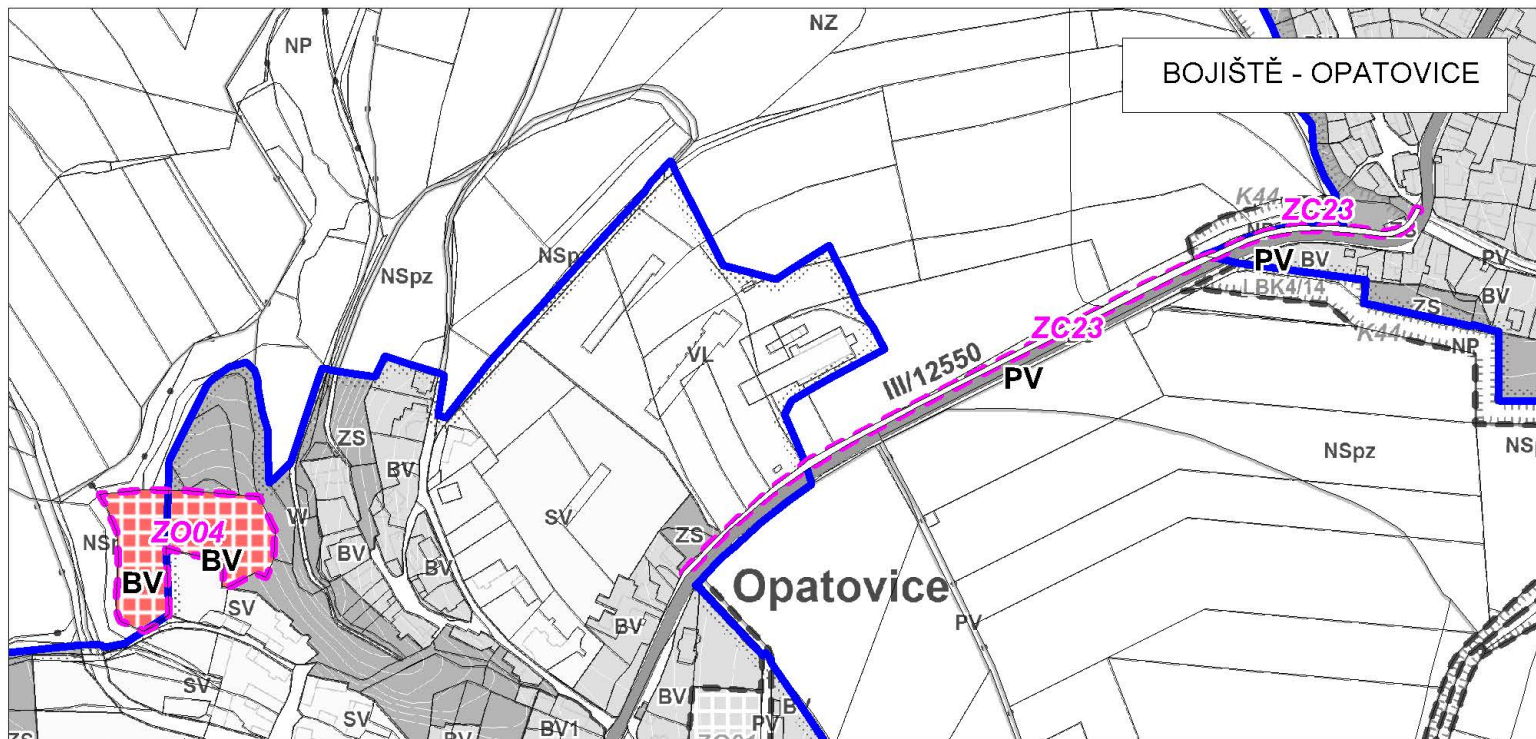 NP
NZ
BOJIŠTĚ - OPATOVICE
K44
ZC23
NSpz
NSpz
PV
BV
PV
LBK4/14
BV
ZS
K44
NP
ZC23
VL
III/12550
PV
ZS
BV
NSpz
W
SV
ZO04
BV
BV
BV
BV
ZS
Opatovice
SV
BV
PV
SV
SV
BV
BV1
BV
PV
ZS